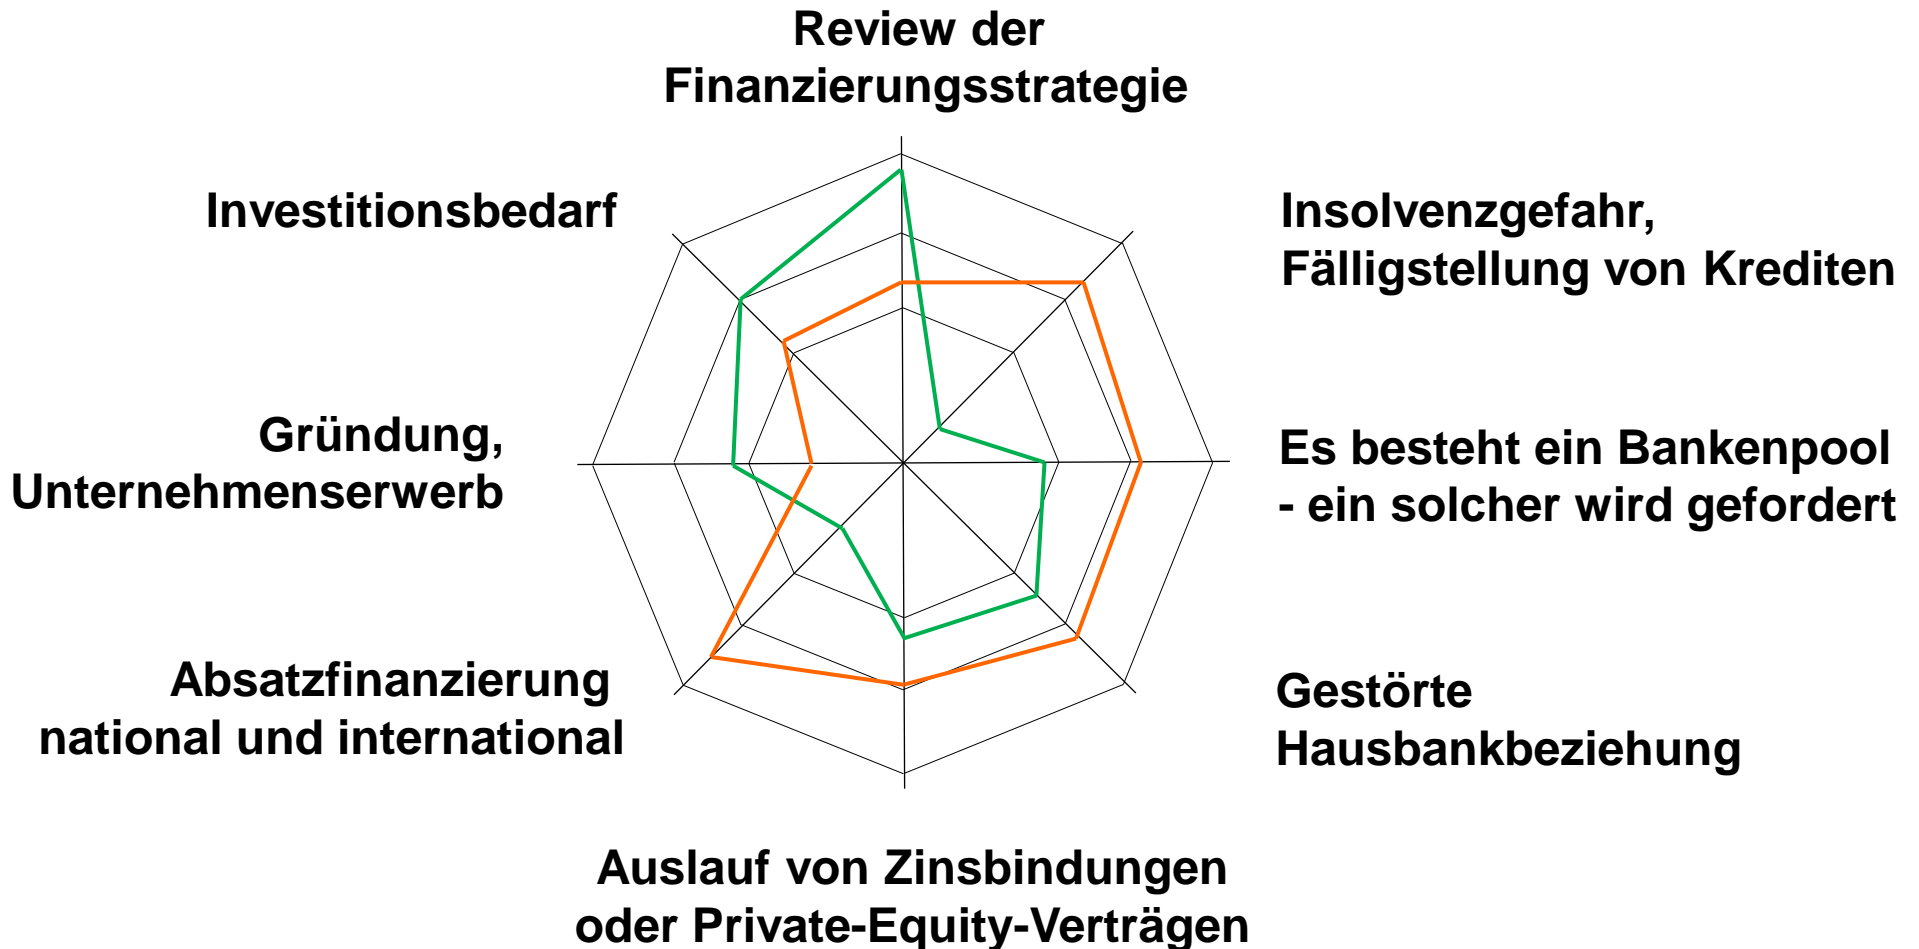 Review der
Finanzierungsstrategie
Investitionsbedarf
Insolvenzgefahr,
Fälligstellung von Krediten
Gründung,
Unternehmenserwerb
Es besteht ein Bankenpool
- ein solcher wird gefordert
Absatzfinanzierung
national und international
Gestörte
Hausbankbeziehung
Auslauf von Zinsbindungen
oder Private-Equity-Verträgen